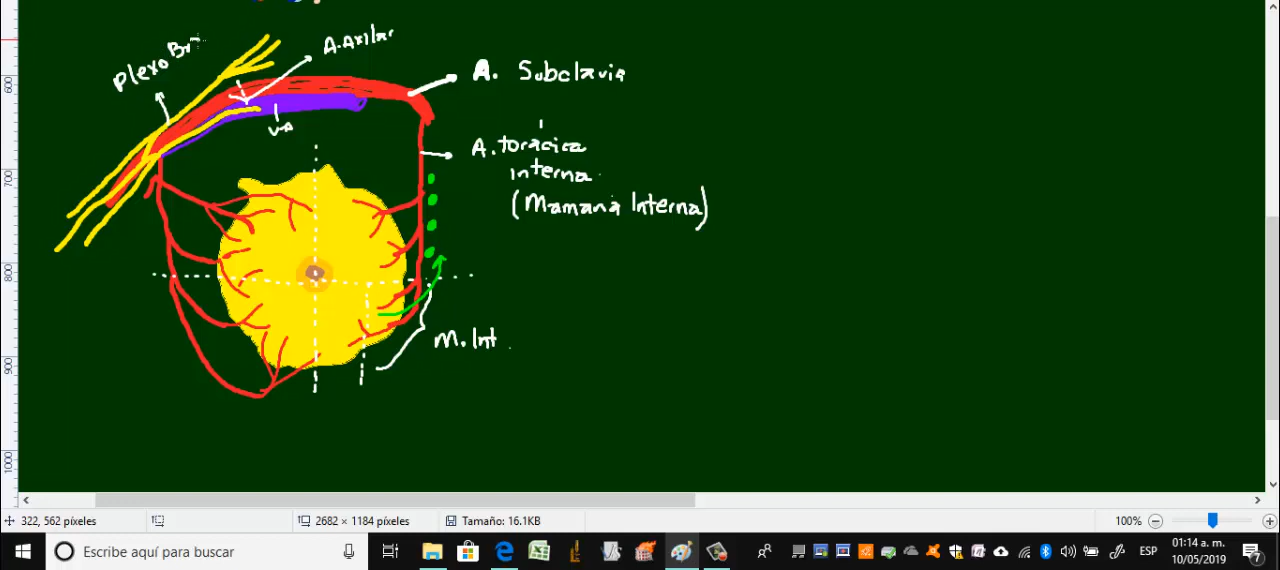 Plexo Br
A. Axilar
A. Subclavia
VA
A. torácica
interna
(Mamaria Interna)
M. Int
600
700
800
900
1000
322, 562 píxeles
2682 × 1184 píxeles
Tamaño: 16.1KB
100%
Escribe aquí para buscar
ESP
01:14 a. m.
10/05/2019
7